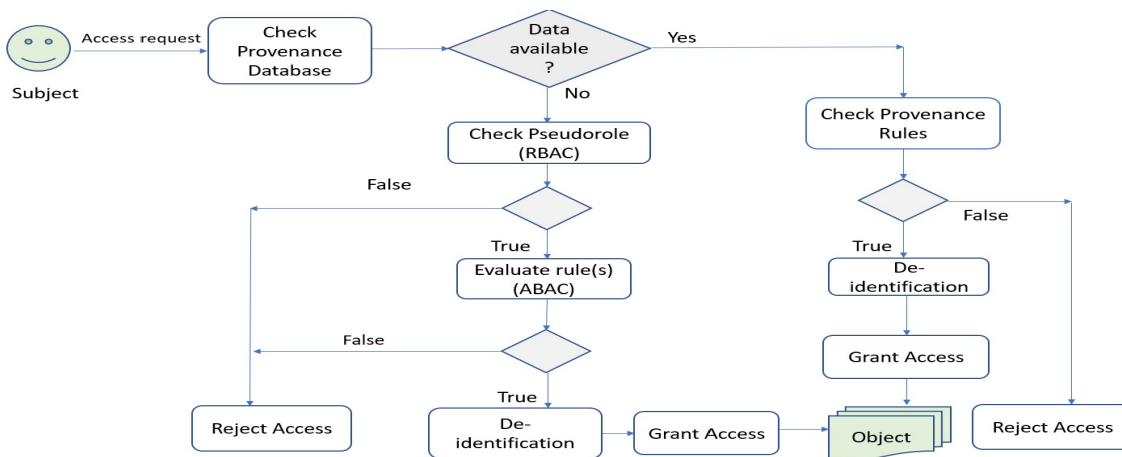 Access request
Subject
Check
Provenance
Database
Data
available
?
Yes
No
Check Pseudorole
(RBAC)
Check Provenance
Rules
False
True
False
True
Evaluate rule(s)
(ABAC)
De-
identification
False
True
Grant Access
Reject Access
De-
identification
Grant Access
Object
Reject Access